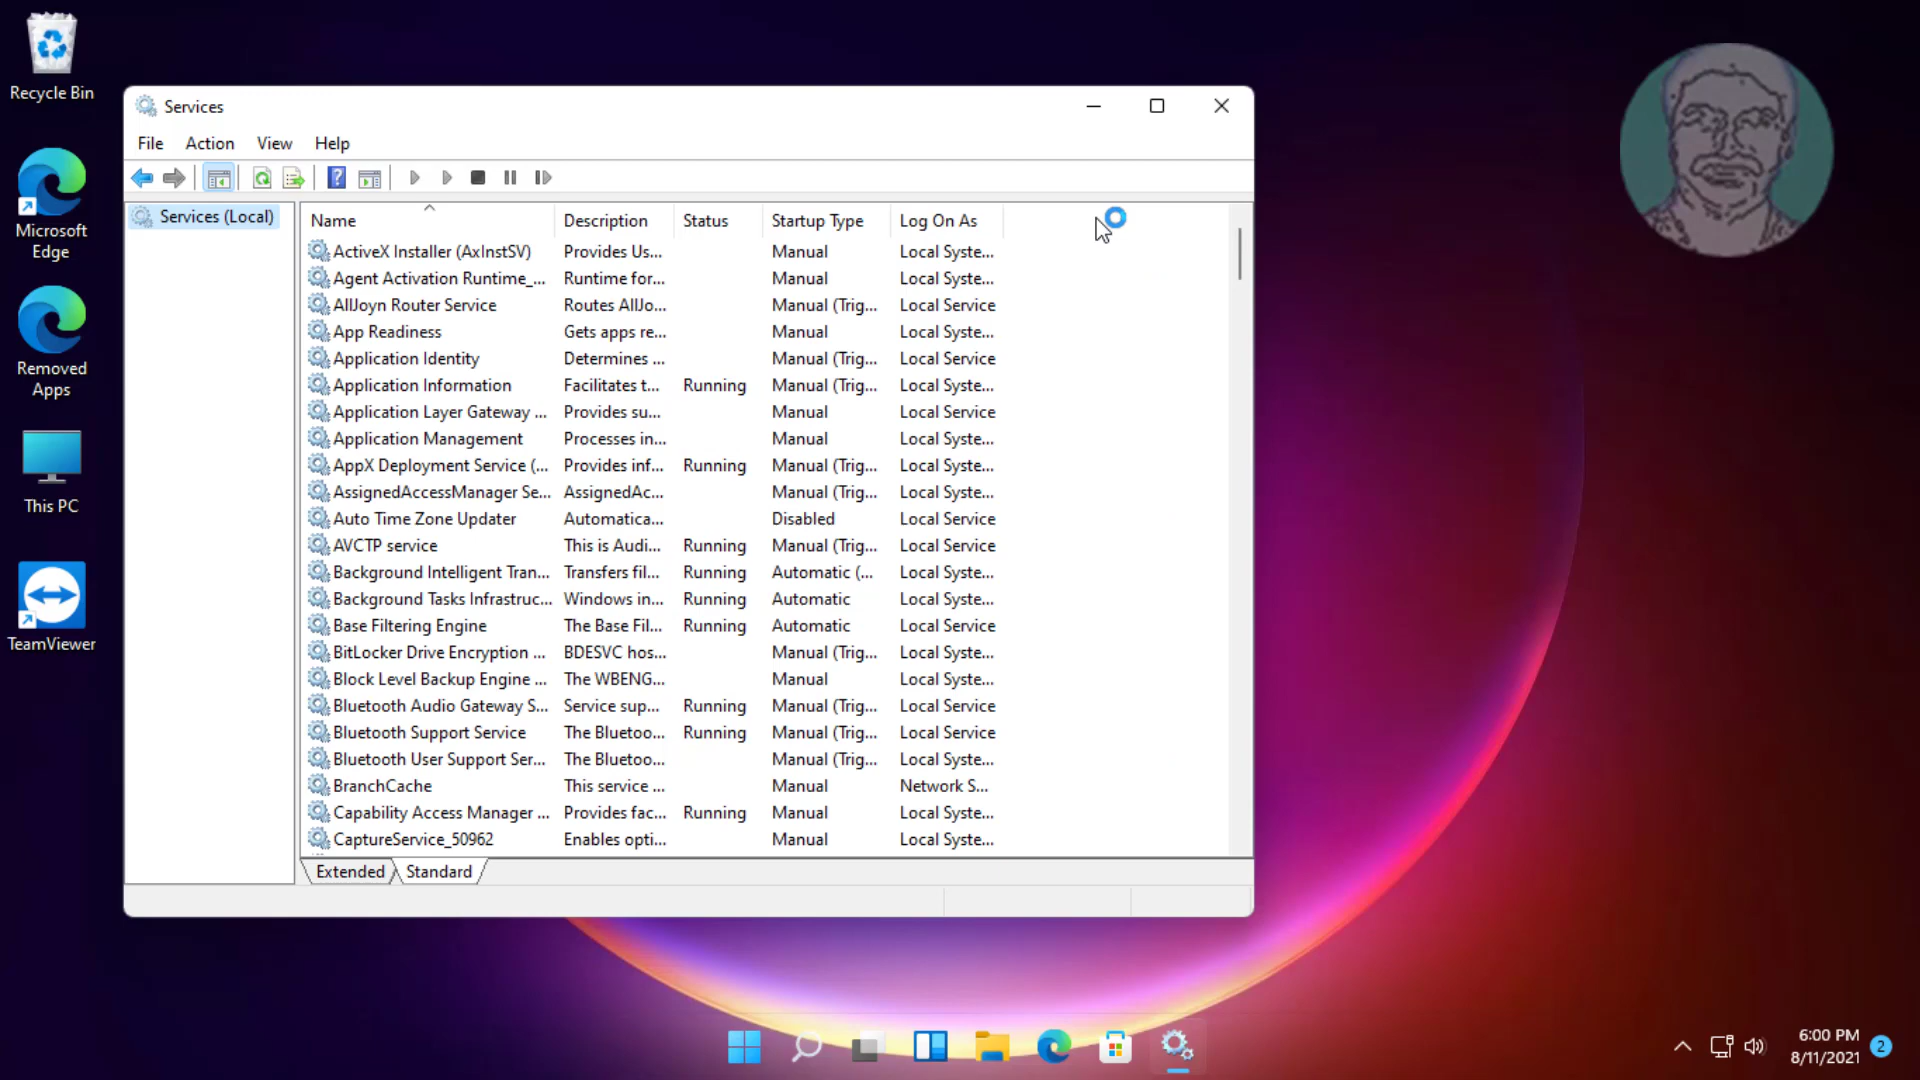 Recycle Bin
Microsoft Edge
Removed Apps
This PC
TeamViewer
Services
File Action View Help
Services (Local)
Name Description Status Startup Type Log On As
ActiveX Installer (AxInstSV) Provides Us... Manual Local Syste...
Agent Activation Runtime_... Runtime for... Manual Local Syste...
AllJoyn Router Service Routes AllJo... Manual (Trig... Local Service
App Readiness Gets apps re... Manual Local Syste...
Application Identity Determines ... Manual (Trig... Local Service
Application Information Facilitates t... Running Manual (Trig... Local Syste...
Application Layer Gateway ... Provides su... Manual Local Service
Application Management Processes in... Manual Local Syste...
AppX Deployment Service (... Provides inf... Running Manual (Trig... Local Syste...
AssignedAccessManager Se... AssignedAc... Manual (Trig... Local Syste...
Auto Time Zone Updater Automatica... Disabled Local Service
AVCTP service This is Audi... Running Manual (Trig... Local Service
Background Intelligent Tran... Transfers fil... Running Automatic (... Local Syste...
Background Tasks Infrastruc... Windows in... Running Automatic Local Syste...
Base Filtering Engine The Base Fil... Running Automatic Local Service
BitLocker Drive Encryption ... BDESVC hos... Manual (Trig... Local Syste...
Block Level Backup Engine ... The WBENG... Manual Local Syste...
Bluetooth Audio Gateway S... Service sup... Running Manual (Trig... Local Service
Bluetooth Support Service The Bluetoo... Running Manual (Trig... Local Service
Bluetooth User Support Ser... The Bluetoo... Manual (Trig... Local Syste...
BranchCache This service ... Manual Network S...
Capability Access Manager ... Provides fac... Running Manual Local Syste...
CaptureService_50962 Enables opti... Manual Local Syste...
Extended Standard
6:00 PM
8/11/2021
2